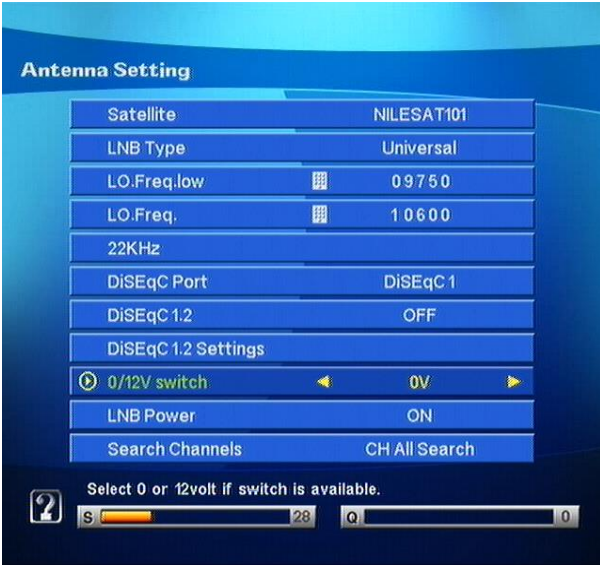 Antenna Setting
Satellite NILESAT101
LNB Type Universal
LO.Freq.low 09750
LO.Freq. 10600
22KHz
DiSEqC Port DiSEqC 1
DiSEqC 1.2 OFF
DiSEqC 1.2 Settings
0/12V switch 0V
LNB Power ON
Search Channels CH All Search
Select 0 or 12volt if switch is available.
S 28 Q 0